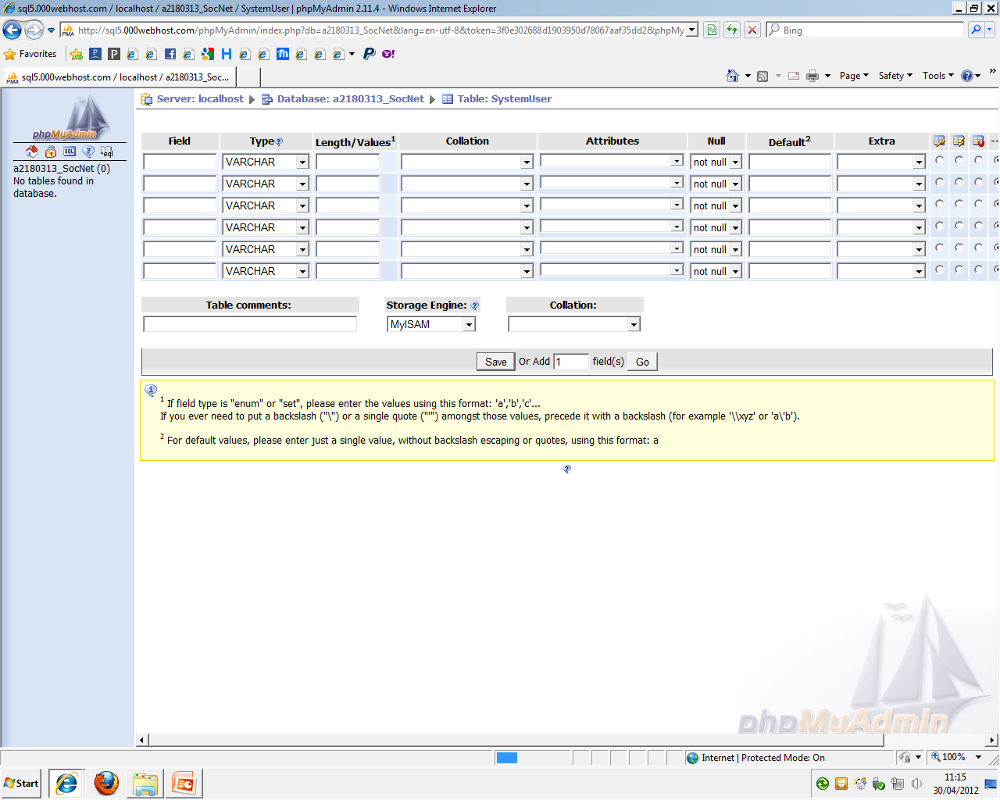 sql5.000webhost.com / localhost / a2180313_SocNet / SystemUser | phpMyAdmin 2.11.4 - Windows Internet Explorer
http://sql5.000webhost.com/phpMyAdmin/index.php?db=a2180313_SocNet&lang=en-utf-8&token=3f0e302688d1903950d78067aaf35dd2&phpMy
Bing
Favorites
sql5.000webhost.com / localhost / a2180313_Soc...
Page
Safety
Tools
phpMyAdmin
a2180313_SocNet (0)
No tables found in
database.
Server: localhost
Database: a2180313_SocNet
Table: SystemUser
Field Type Length/Values1 Collation Attributes Null Default2 Extra
VARCHAR not null
VARCHAR not null
VARCHAR not null
VARCHAR not null
VARCHAR not null
VARCHAR not null
Table comments: Storage Engine: Collation:
MyISAM
Save Or Add 1 field(s) Go
1 If field type is "enum" or "set", please enter the values using this format: 'a','b','c'...
If you ever need to put a backslash ("\") or a single quote ("'") amongst those values, precede it with a backslash (for example '\\xyz' or 'a\'b').
2 For default values, please enter just a single value, without backslash escaping or quotes, using this format: a
phpMyAdmin
Internet | Protected Mode: On
100%
Start
11:15
30/04/2012